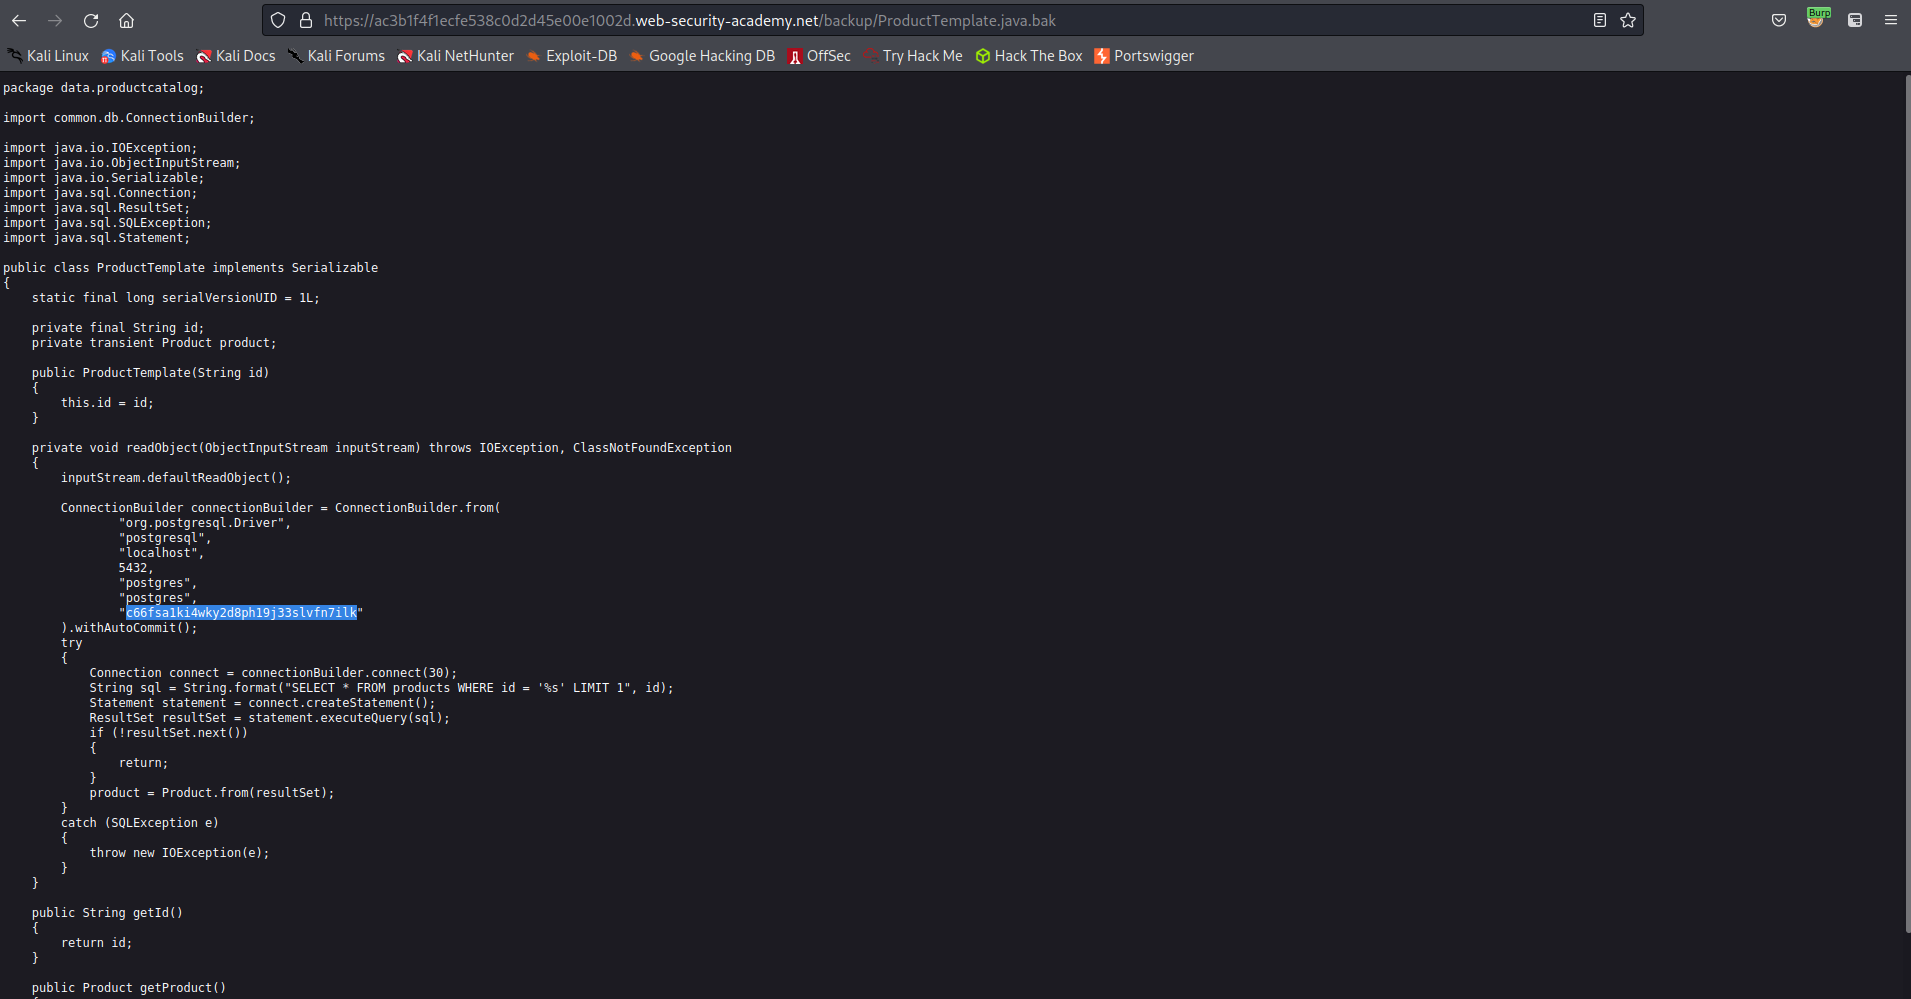 Burp
https://ac3b1f4f1ecfe538c0d2d45e00e1002d.web-security-academy.net/backup/ProductTemplate.java.bak
Kali Linux Kali Tools Kali Docs Kali Forums Kali NetHunter Exploit-DB Google Hacking DB OffSec Try Hack Me Hack The Box Portswigger
package data.productcatalog;
import common.db.ConnectionBuilder;
import java.io.IOException;
import java.io.ObjectInputStream;
import java.io.Serializable;
import java.sql.Connection;
import java.sql.ResultSet;
import java.sql.SQLException;
import java.sql.Statement;
public class ProductTemplate implements Serializable
{
    static final long serialVersionUID = 1L;
    private final String id;
    private transient Product product;
    public ProductTemplate(String id)
    {
        this.id = id;
    }
    private void readObject(ObjectInputStream inputStream) throws IOException, ClassNotFoundException
    {
        inputStream.defaultReadObject();
        ConnectionBuilder connectionBuilder = ConnectionBuilder.from(
                "org.postgresql.Driver",
                "postgresql",
                "localhost",
                5432,
                "postgres",
                "postgres",
                "c66fsa1ki4wky2d8ph19j33slvfn7ilk"
        ).withAutoCommit();
        try
        {
            Connection connect = connectionBuilder.connect(30);
            String sql = String.format("SELECT * FROM products WHERE id = '%s' LIMIT 1", id);
            Statement statement = connect.createStatement();
            ResultSet resultSet = statement.executeQuery(sql);
            if (!resultSet.next())
            {
                return;
            }
            product = Product.from(resultSet);
        }
        catch (SQLException e)
        {
            throw new IOException(e);
        }
    }
    public String getId()
    {
        return id;
    }
    public Product getProduct()